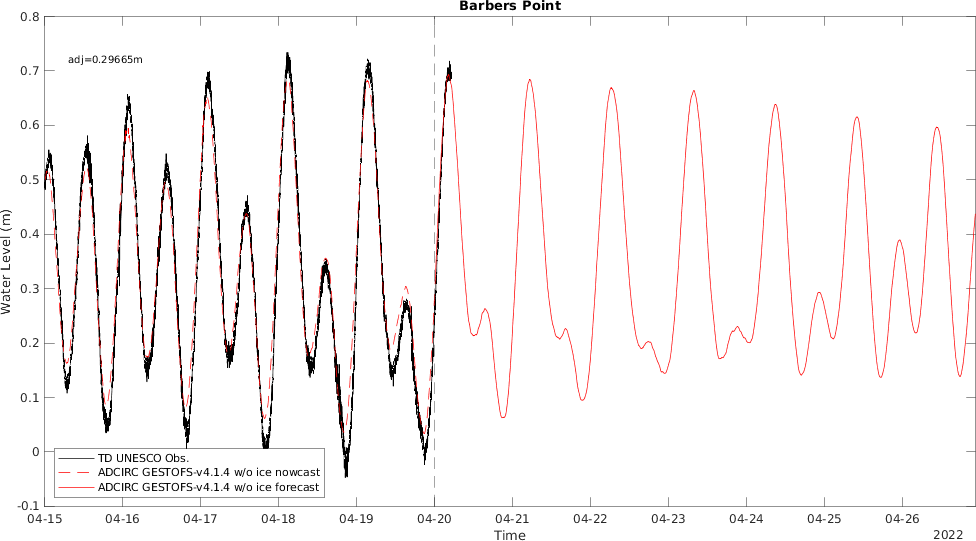 Barbers Point
adj=0.29665m
Water Level (m)
0.8
0.7
0.6
0.5
0.4
0.3
0.2
0.1
0
-0.1
TD UNESCO Obs.
ADCIRC GESTOFS-v4.1.4 w/o ice nowcast
ADCIRC GESTOFS-v4.1.4 w/o ice forecast
04-15 04-16 04-17 04-18 04-19 04-20 04-21 04-22 04-23 04-24 04-25 04-26
Time
2022